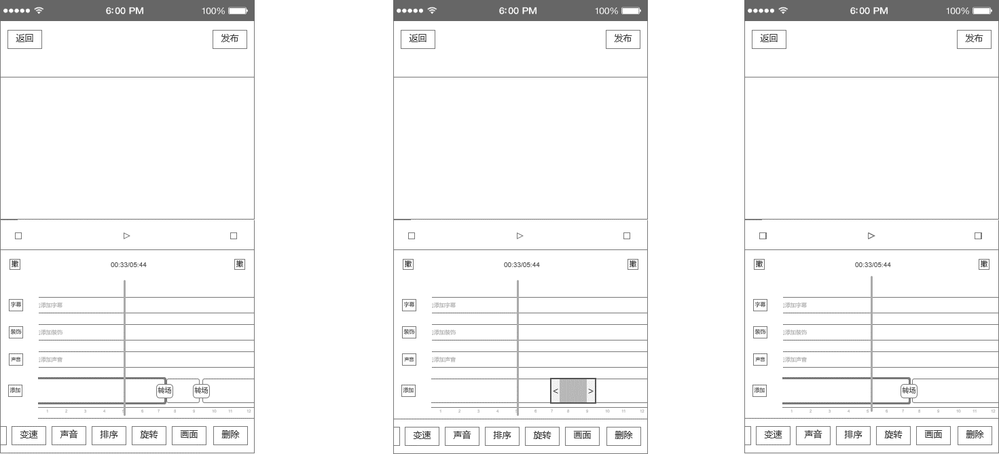 6:00 PM 100%
返回 发布
00:33/05:44
撤 撤
字幕 添加字幕
装饰 添加装饰
声音 添加声音
添加 转场 转场
1 2 3 4 5 6 7 8 9 10 11 12
变速 声音 排序 旋转 画面 删除
6:00 PM 100%
返回 发布
撤 00:33/05:44 撤
字幕 添加字幕
装饰 添加装饰
声音 添加声音
添加 < >
1 2 3 4 5 6 7 8 9 10 11 12
变速 声音 排序 旋转 画面 删除
6:00 PM 100%
返回 发布
撤 00:33/05:44 撤
字幕 添加字幕
装饰 添加装饰
声音 添加声音
添加 转场
1 2 3 4 5 6 7 8 9 10 11 12
变速 声音 排序 旋转 画面 删除